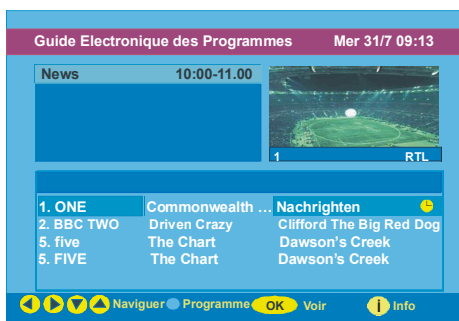 Guide Electronique des Programmes Mer 31/7 09:13
News 10:00-11.00
1 RTL
1. ONE Commonwealth ... Nachrighten
2. BBC TWO Driven Crazy Clifford The Big Red Dog
5. five The Chart Dawson's Creek
5. FIVE The Chart Dawson's Creek
Naviguer Programme OK Voir i Info